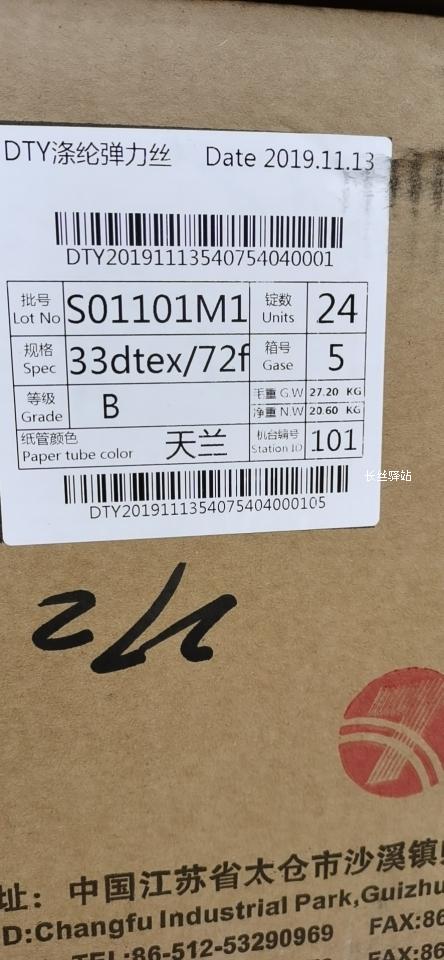 DTY涤纶弹力丝 Date 2019.11.13
DTY20191113540754040001
批号 Lot No S01101M1 锭数 Units 24
规格 Spec 33dtex/72f 箱号 Gase 5
等级 Grade B 毛重 G.W 27.20 KG
净重 N.W 20.60 KG
纸管颜色 Paper tube color 天兰 机台编号 Station ID 101
DTY2019111354075404000105
长丝驿站
址：中国江苏省太仓市沙溪镇
D:Changfu Industrial Park,Guizhu
TEL:86-512-53290969 FAX:86
FAX:86